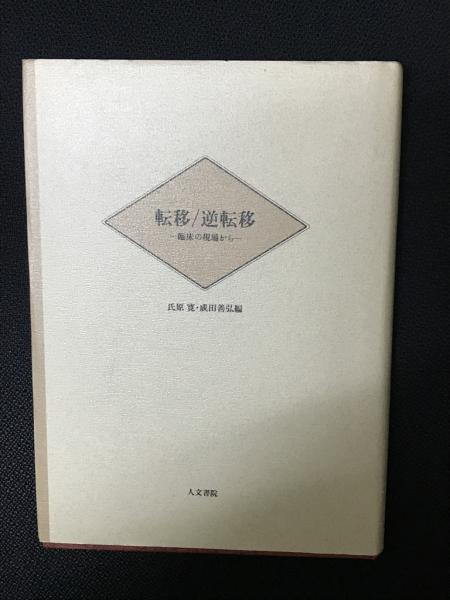 転移/逆転移
—臨床の現場から—
氏原 寛・成田善弘編
人文書院